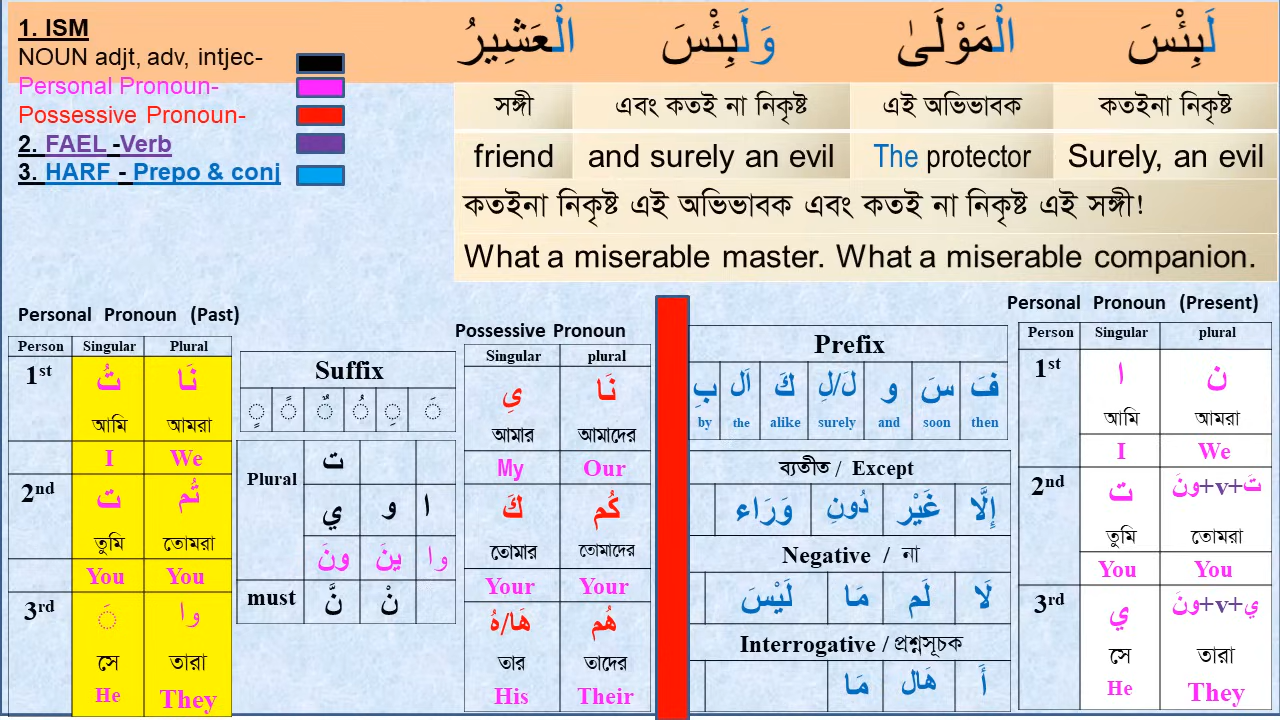 1. ISM
NOUN adjt, adv, intjec-
Personal Pronoun-
Possessive Pronoun-
2. FAEL -Verb
3. HARF - Prepo & conj
لَبِئْسَ الْمَوْلَىٰ وَلَبِئْسَ الْعَشِيرُ
সঙ্গী এবং কতই না নিকৃষ্ট এই অভিভাবক কতইনা নিকৃষ্ট
friend and surely an evil The protector Surely, an evil
কতইনা নিকৃষ্ট এই অভিভাবক এবং কতই না নিকৃষ্ট এই সঙ্গী!
What a miserable master. What a miserable companion.
Personal Pronoun (Past)
Person Singular Plural
1st تُ نَا
আমি আমরা
I We
2nd ت تُم
তুমি তোমরা
You You
3rd َ وا
সে তারা
He They
Suffix
ٍ ً ٌ ُ ِ َ
Plural ت
ي و ا
ونَ ينَ وا
must نَّ نْ
Possessive Pronoun
Singular plural
يِ نَا
আমার আমাদের
My Our
كَ كُم
তোমার তোমাদের
Your Your
هَا/هُ هُم
তার তাদের
His Their
Prefix
بِ اَل كَ لَ/لِ و سَ فَ
by the alike surely and soon then
ব্যতীত / Except
وَرَاء دُونِ غَيْر إِلَّا
Negative / না
لَيْسَ مَا لَم لَا
Interrogative / প্রশ্নসূচক
مَا هَال أَ
Personal Pronoun (Present)
Person Singular plural
1st ا ن
আমি আমরা
I We
2nd ت تَ+v+ونَ
তুমি তোমরা
You You
3rd ي ي+v+ونَ
সে তারা
He They